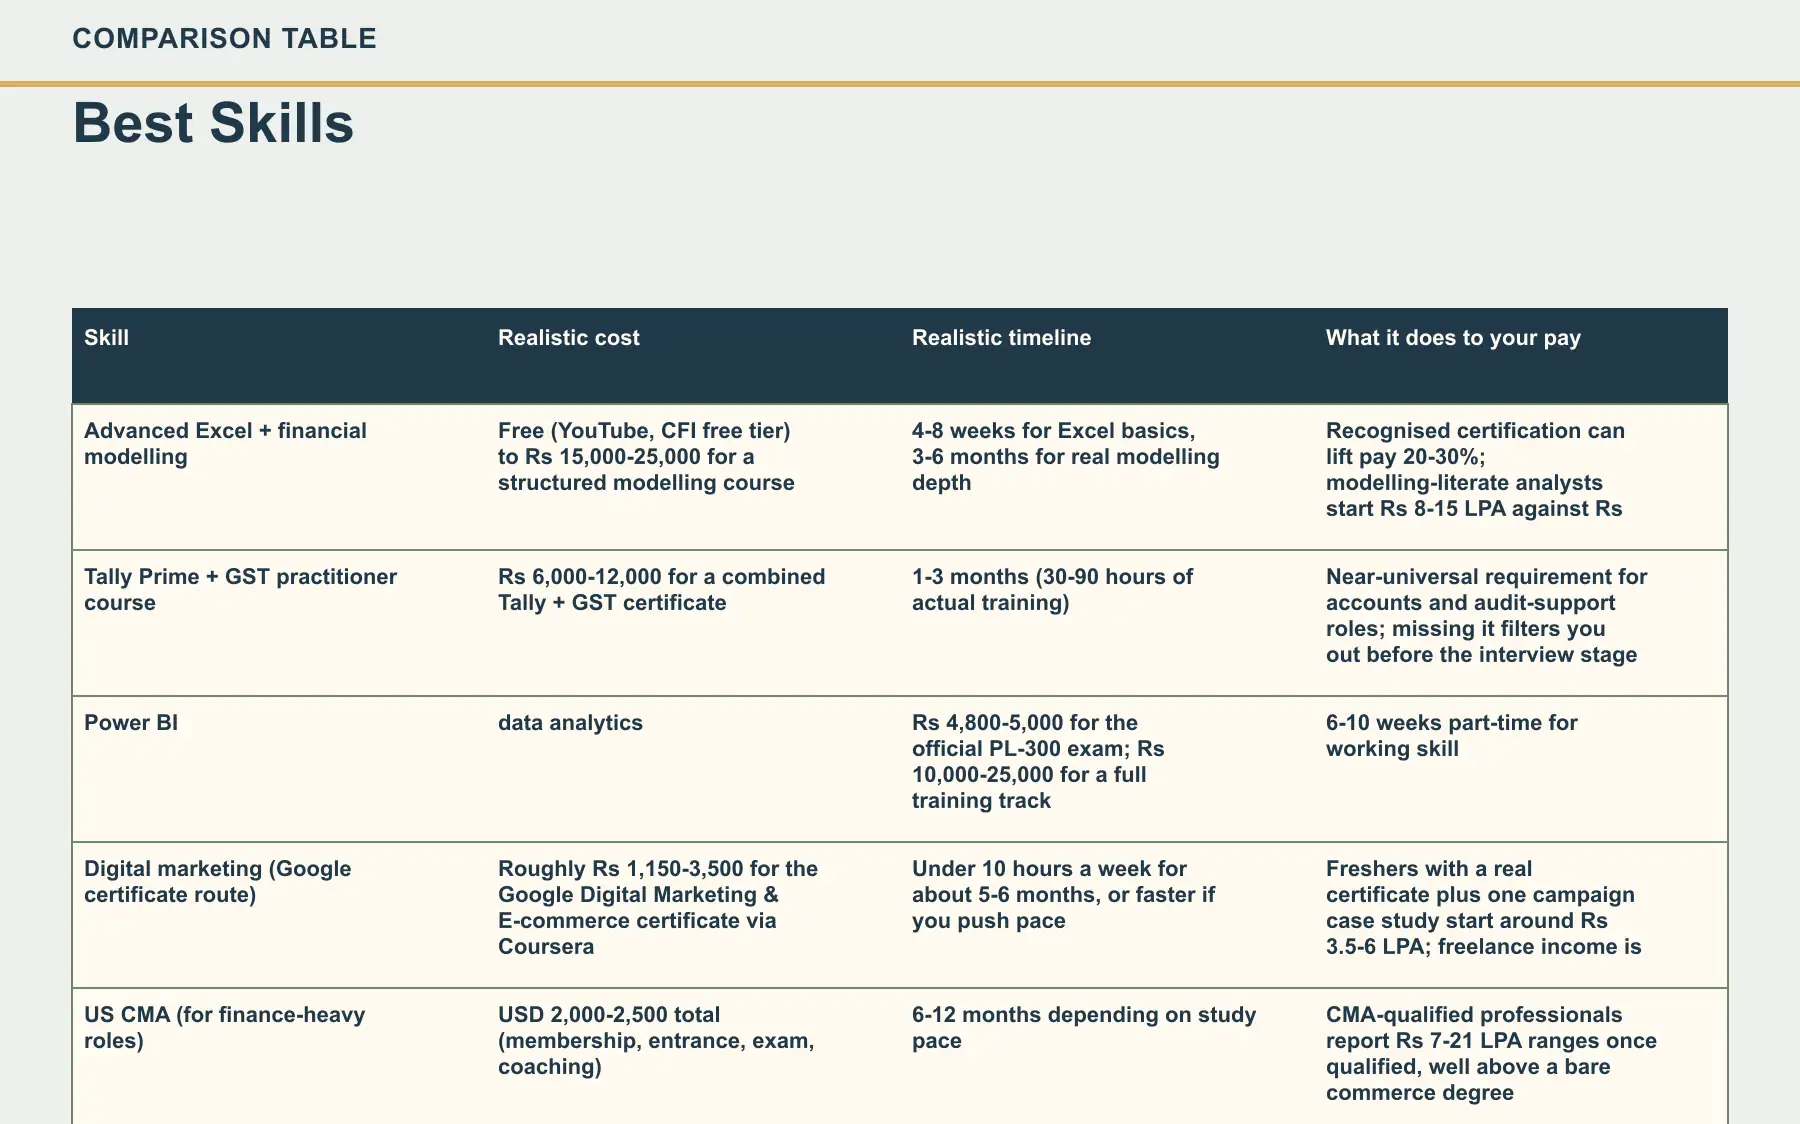 COMPARISON TABLE
Best Skills
Skill
Realistic cost
Realistic timeline
What it does to your pay
Advanced Excel + financial
modelling
Free (YouTube, CFI free tier)
to Rs 15,000-25,000 for a
structured modelling course
4-8 weeks for Excel basics,
3-6 months for real modelling
depth
Recognised certification can
lift pay 20-30%;
modelling-literate analysts
start Rs 8-15 LPA against Rs
Tally Prime + GST practitioner
course
Rs 6,000-12,000 for a combined
Tally + GST certificate
1-3 months (30-90 hours of
actual training)
Near-universal requirement for
accounts and audit-support
roles; missing it filters you
out before the interview stage
Power BI
data analytics
Rs 4,800-5,000 for the
official PL-300 exam; Rs
10,000-25,000 for a full
training track
6-10 weeks part-time for
working skill
Digital marketing (Google
certificate route)
Roughly Rs 1,150-3,500 for the
Google Digital Marketing &
E-commerce certificate via
Coursera
Under 10 hours a week for
about 5-6 months, or faster if
you push pace
Freshers with a real
certificate plus one campaign
case study start around Rs
3.5-6 LPA; freelance income is
US CMA (for finance-heavy
roles)
USD 2,000-2,500 total
(membership, entrance, exam,
coaching)
6-12 months depending on study
pace
CMA-qualified professionals
report Rs 7-21 LPA ranges once
qualified, well above a bare
commerce degree